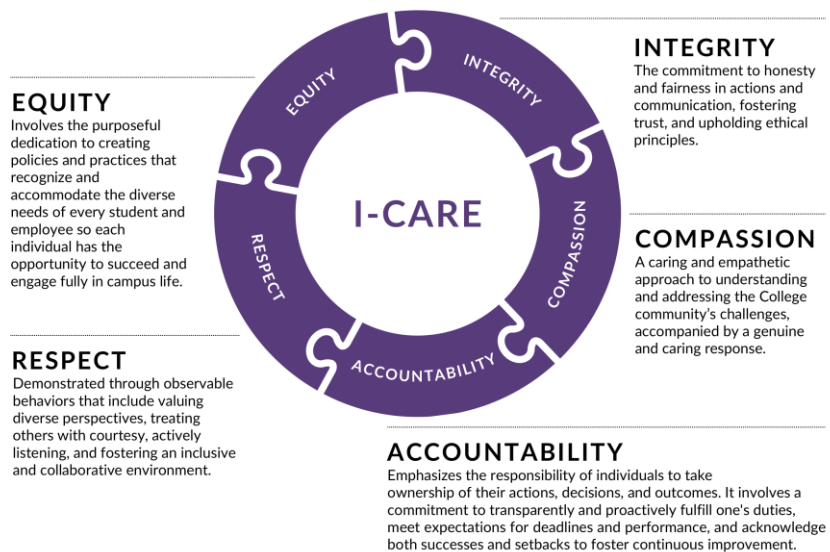 I-CARE
INTEGRITY
COMPASSION
ACCOUNTABILITY
RESPECT
EQUITY
INTEGRITY
The commitment to honesty
and fairness in actions and
communication, fostering
trust, and upholding ethical
principles.
COMPASSION
A caring and empathetic
approach to understanding
and addressing the College
community's challenges,
accompanied by a genuine
and caring response.
ACCOUNTABILITY
Emphasizes the responsibility of individuals to take
ownership of their actions, decisions, and outcomes. It involves a
commitment to transparently and proactively fulfill one's duties,
meet expectations for deadlines and performance, and acknowledge
both successes and setbacks to foster continuous improvement.
RESPECT
Demonstrated through observable
behaviors that include valuing
diverse perspectives, treating
others with courtesy, actively
listening, and fostering an inclusive
and collaborative environment.
EQUITY
Involves the purposeful
dedication to creating
policies and practices that
recognize and
accommodate the diverse
needs of every student and
employee so each
individual has the
opportunity to succeed and
engage fully in campus life.